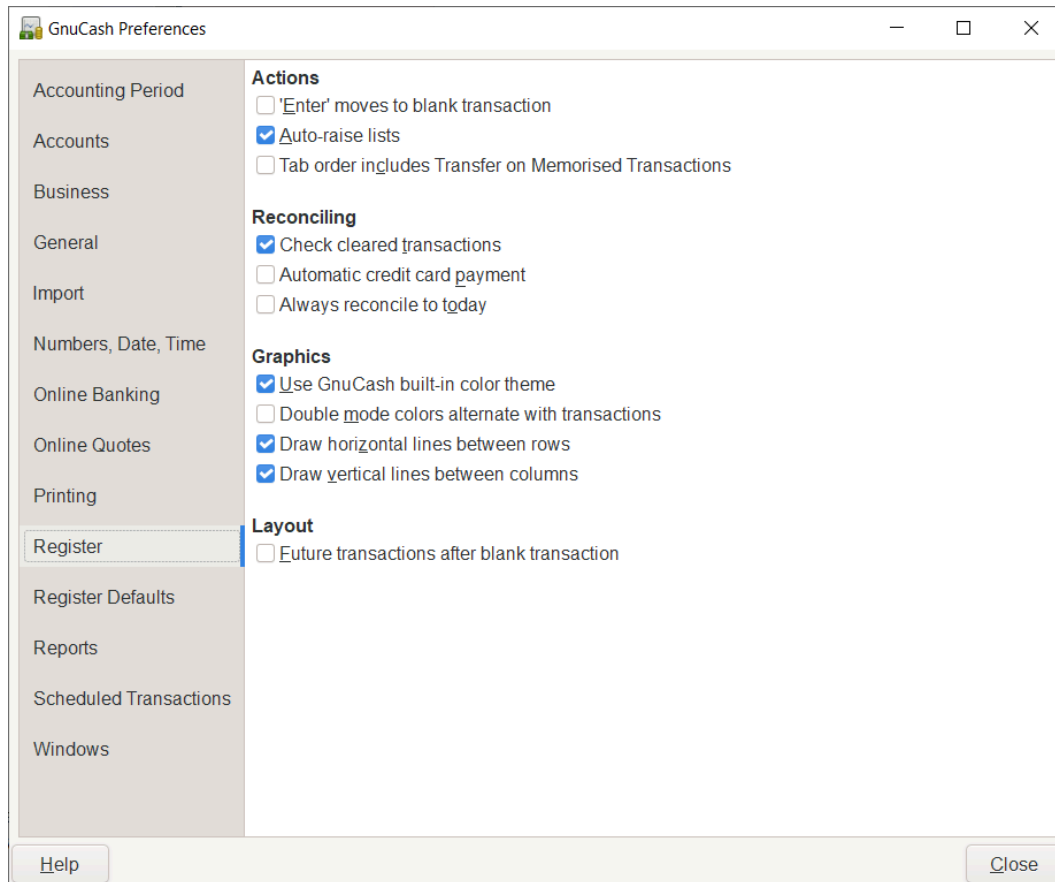 GnuCash Preferences
Accounting Period
Accounts
Business
General
Import
Numbers, Date, Time
Online Banking
Online Quotes
Printing
Register
Register Defaults
Reports
Scheduled Transactions
Windows
Actions
'Enter' moves to blank transaction
Auto-raise lists
Tab order includes Transfer on Memorised Transactions
Reconciling
Check cleared transactions
Automatic credit card payment
Always reconcile to today
Graphics
Use GnuCash built-in color theme
Double mode colors alternate with transactions
Draw horizontal lines between rows
Draw vertical lines between columns
Layout
Future transactions after blank transaction
Help
Close